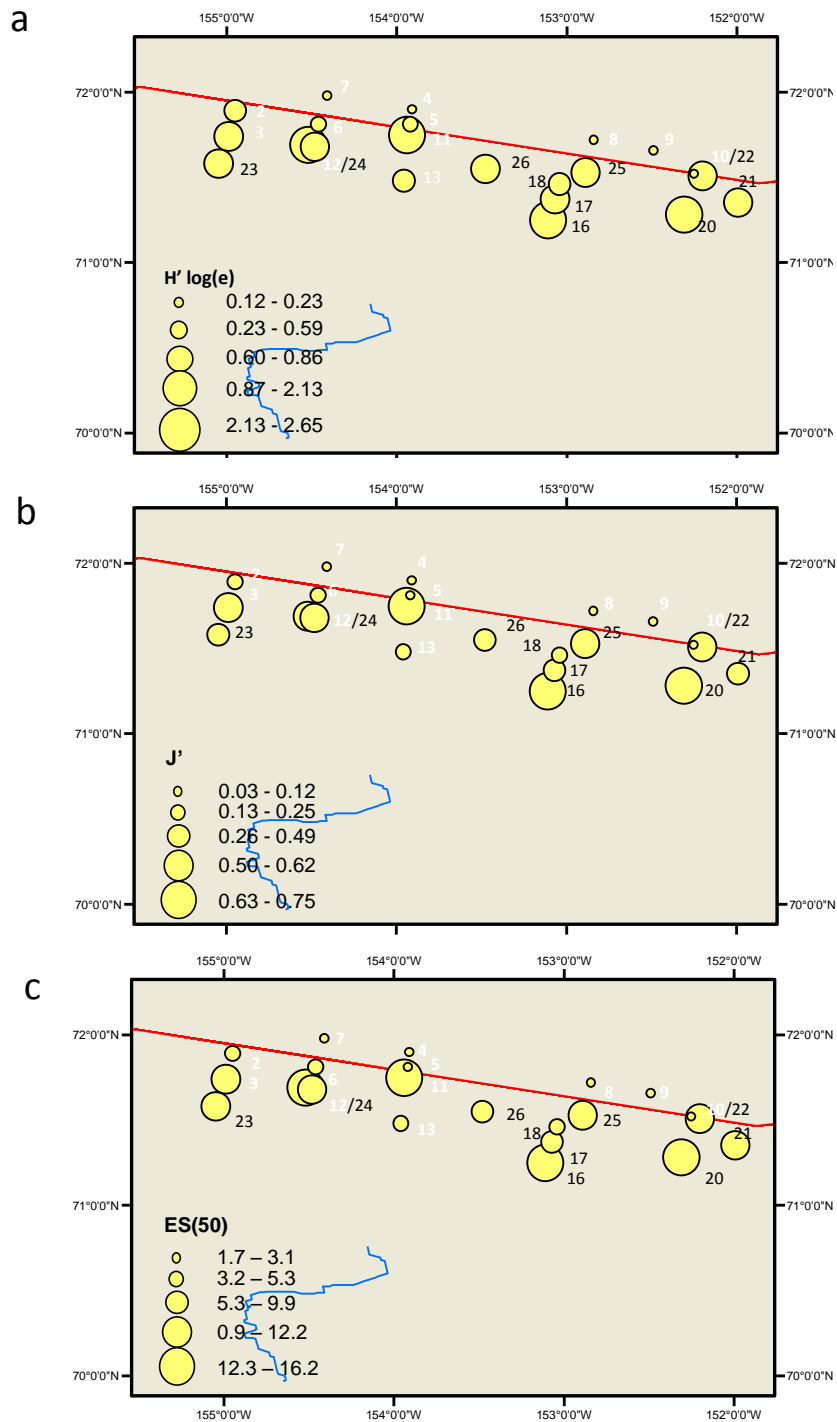 a
155°0'0"W 154°0'0"W 153°0'0"W 152°0'0"W
7
72°0'0"N 4 72°0'0"N
2 5
3 6 11 8 9 10/22
12/24 26 25
23 13 18 21
17
16 20
71°0'0"N 71°0'0"N
H' log(e)
0.12 - 0.23
0.23 - 0.59
0.60 - 0.86
0.87 - 2.13
2.13 - 2.65
70°0'0"N 70°0'0"N
b
155°0'0"W 154°0'0"W 153°0'0"W 152°0'0"W
7
72°0'0"N 4 72°0'0"N
2 6 5 8 9
3 11 10/22
12/24 26 25
23 13 18 21
17
16 20
71°0'0"N 71°0'0"N
J'
0.03 - 0.12
0.13 - 0.25
0.26 - 0.49
0.50 - 0.62
0.63 - 0.75
70°0'0"N 70°0'0"N
c
155°0'0"W 154°0'0"W 153°0'0"W 152°0'0"W
72°0'0"N 7 72°0'0"N
4
2 5 8
3 6 11 9
12/24 26 25 10/22
23 13 18 21
17
16 20
71°0'0"N 71°0'0"N
ES(50)
1.7 – 3.1
3.2 – 5.3
5.3 – 9.9
0.9 – 12.2
12.3 – 16.2
70°0'0"N 70°0'0"N
155°0'0"W 154°0'0"W 153°0'0"W 152°0'0"W